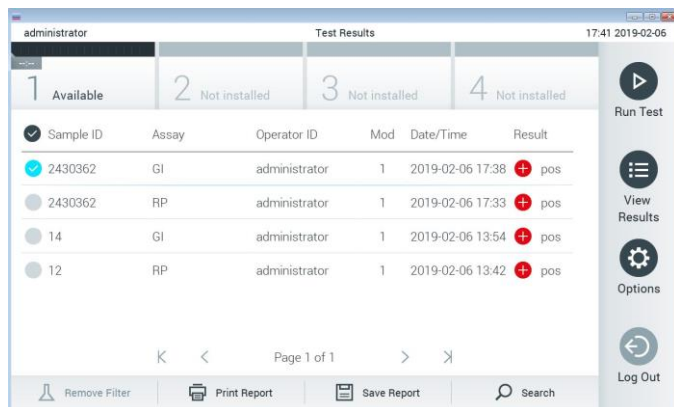 administrator Test Results 17:41 2019-02-06
1 Available 2 Not installed 3 Not installed 4 Not installed
Run Test
Sample ID Assay Operator ID Mod Date/Time Result
2430362 GI administrator 1 2019-02-06 17:38 pos
2430362 RP administrator 1 2019-02-06 17:33 pos
14 GI administrator 1 2019-02-06 13:54 pos
12 RP administrator 1 2019-02-06 13:42 pos
View
Results
Options
Page 1 of 1
Log Out
Remove Filter Print Report Save Report Search